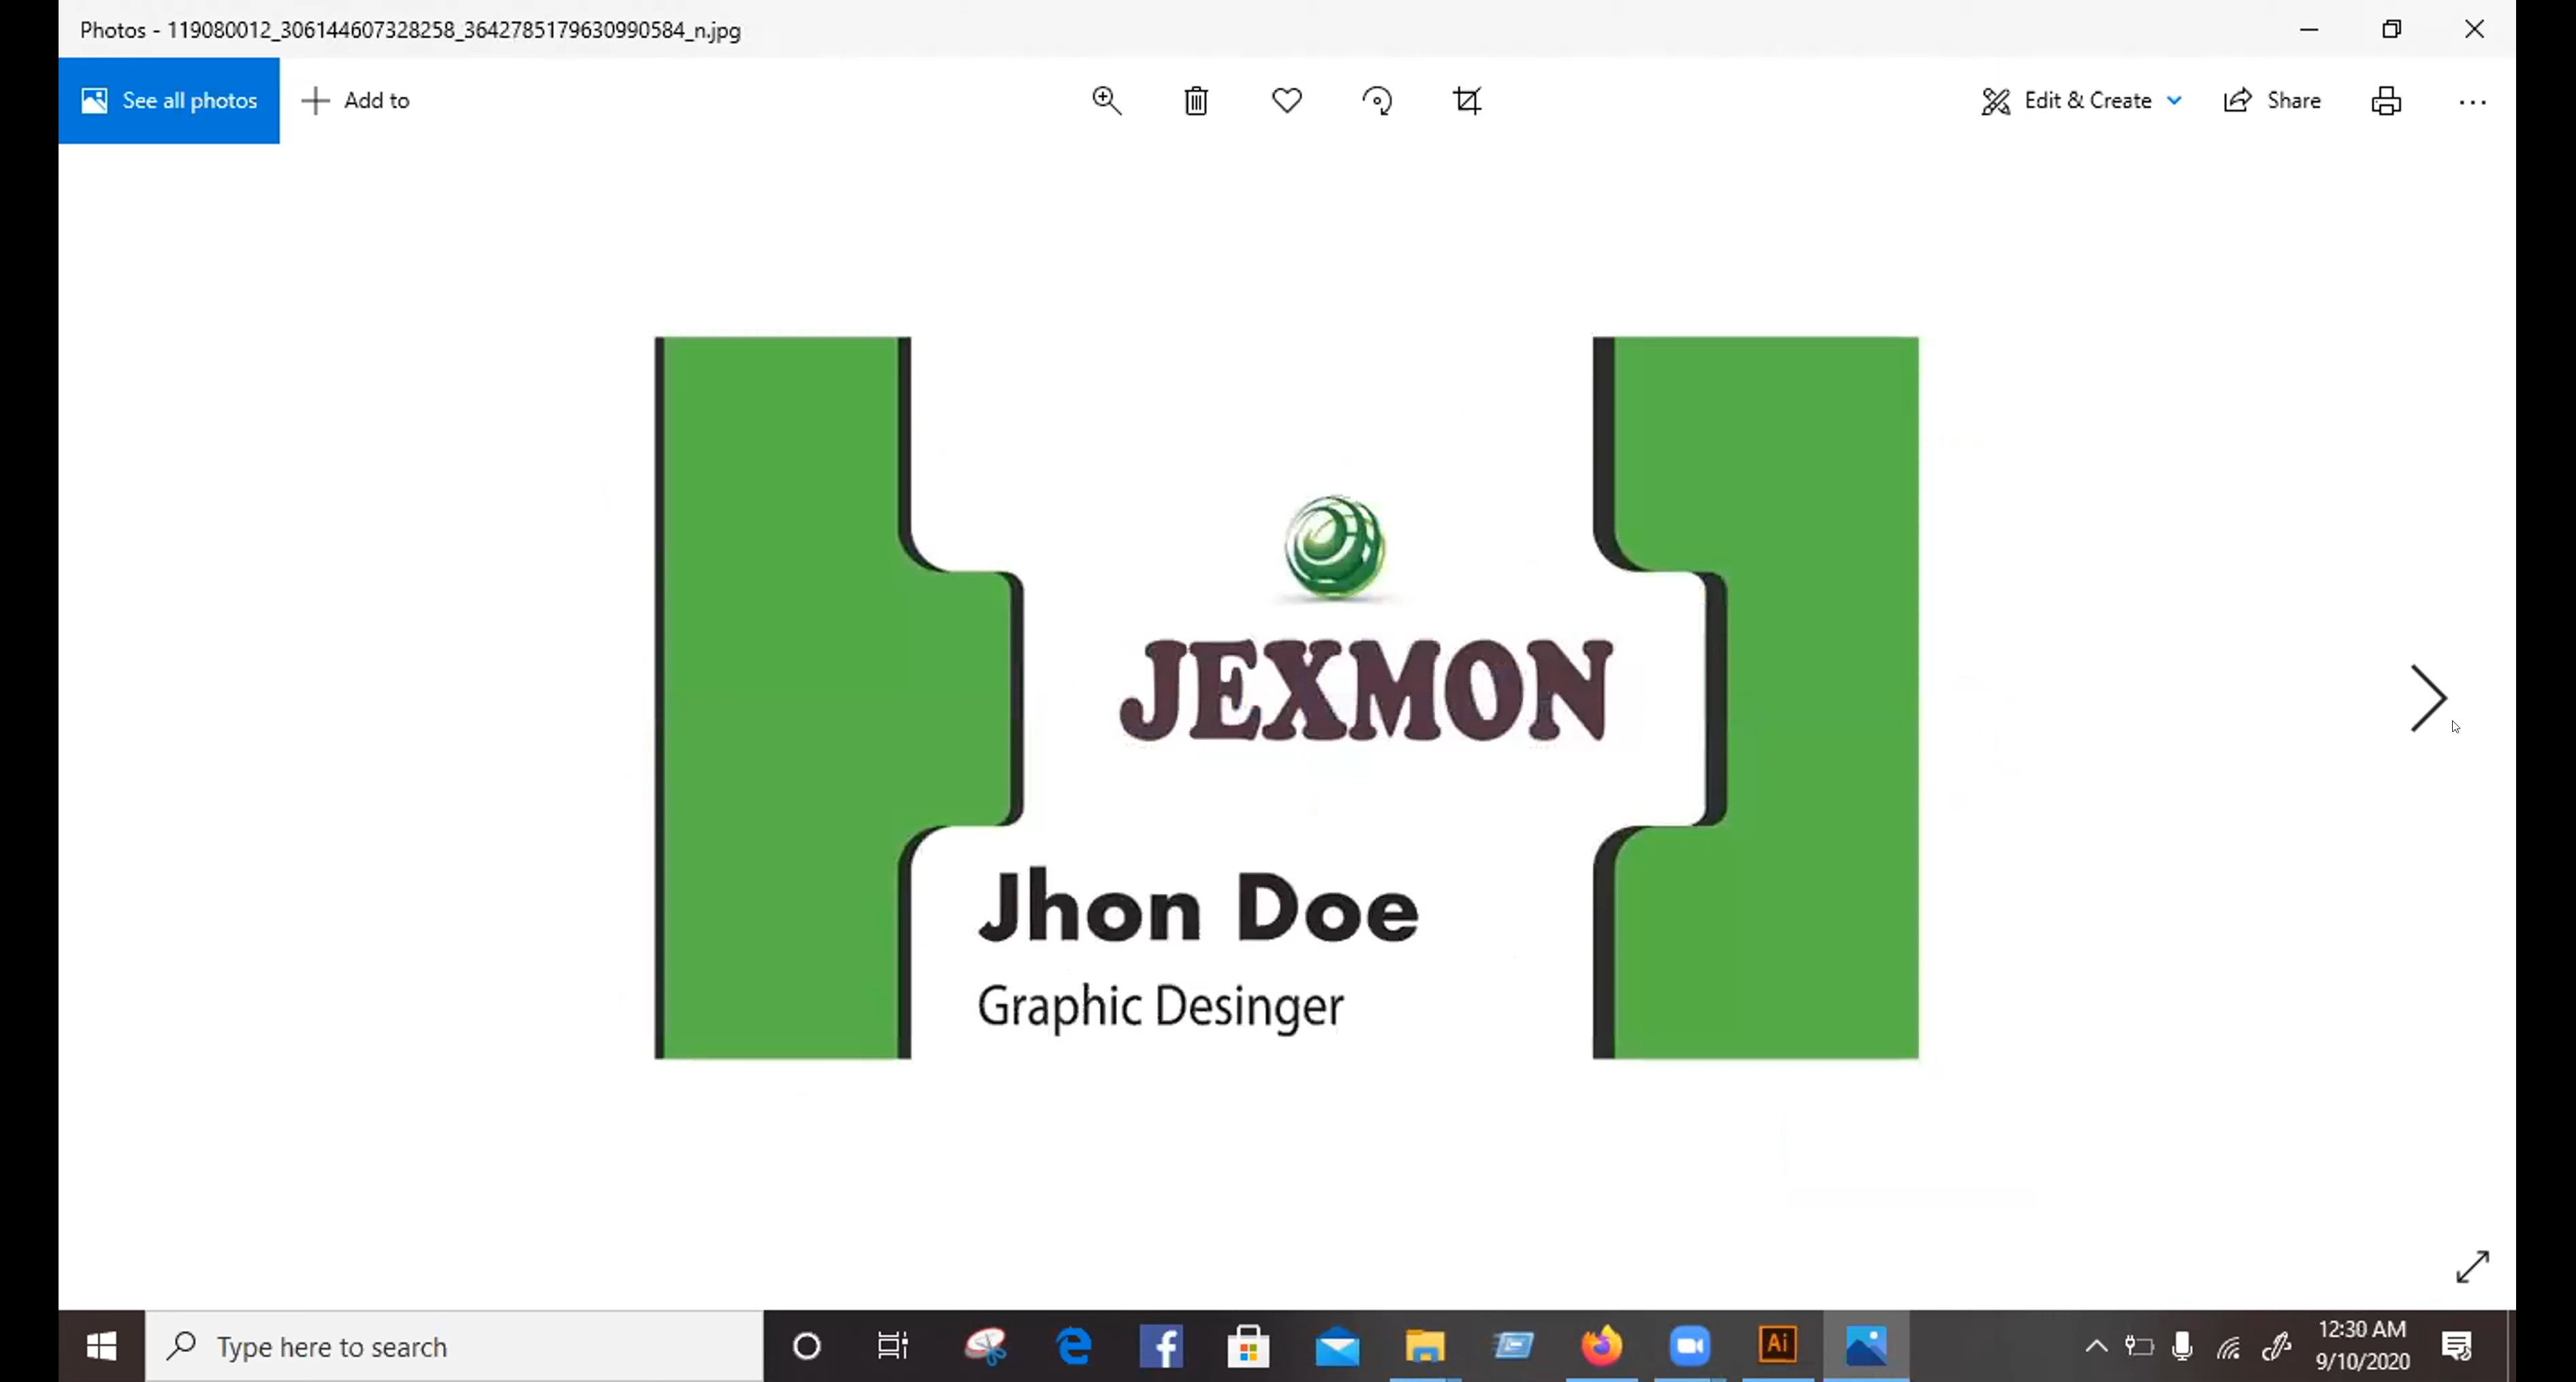 Photos - 119080012_306144607328258_3642785179630990584_n.jpg
See all photos
Add to
Edit & Create
Share
JEXMON
Jhon Doe
Graphic Desinger
Type here to search
Ai
12:30 AM
9/10/2020